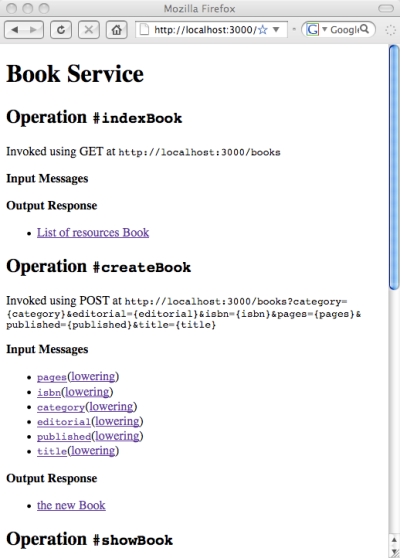 Mozilla Firefox
http://localhost:3000/
Googl
Book Service
Operation #indexBook
Invoked using GET at http://localhost:3000/books
Input Messages
Output Response
• List of resources Book
Operation #createBook
Invoked using POST at http://localhost:3000/books?category=
{category}&editorial={editorial}&isbn={isbn}&pages={pages}&
published={published}&title={title}
Input Messages
• pages(lowering)
• isbn(lowering)
• category(lowering)
• editorial(lowering)
• published(lowering)
• title(lowering)
Output Response
• the new Book
Operation #showBook